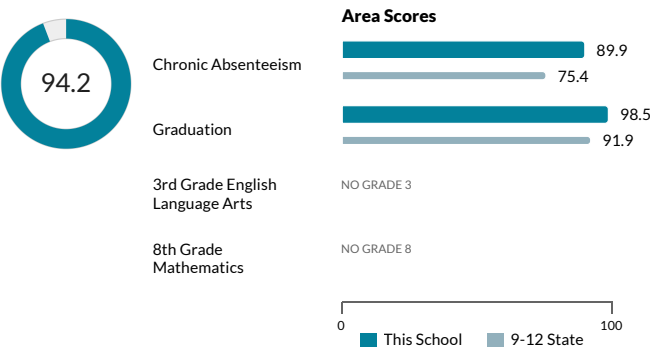 94.2
Area Scores
Chronic Absenteeism
89.9
75.4
Graduation
98.5
91.9
3rd Grade English
Language Arts
NO GRADE 3
8th Grade
Mathematics
NO GRADE 8
0
100
This School
9-12 State